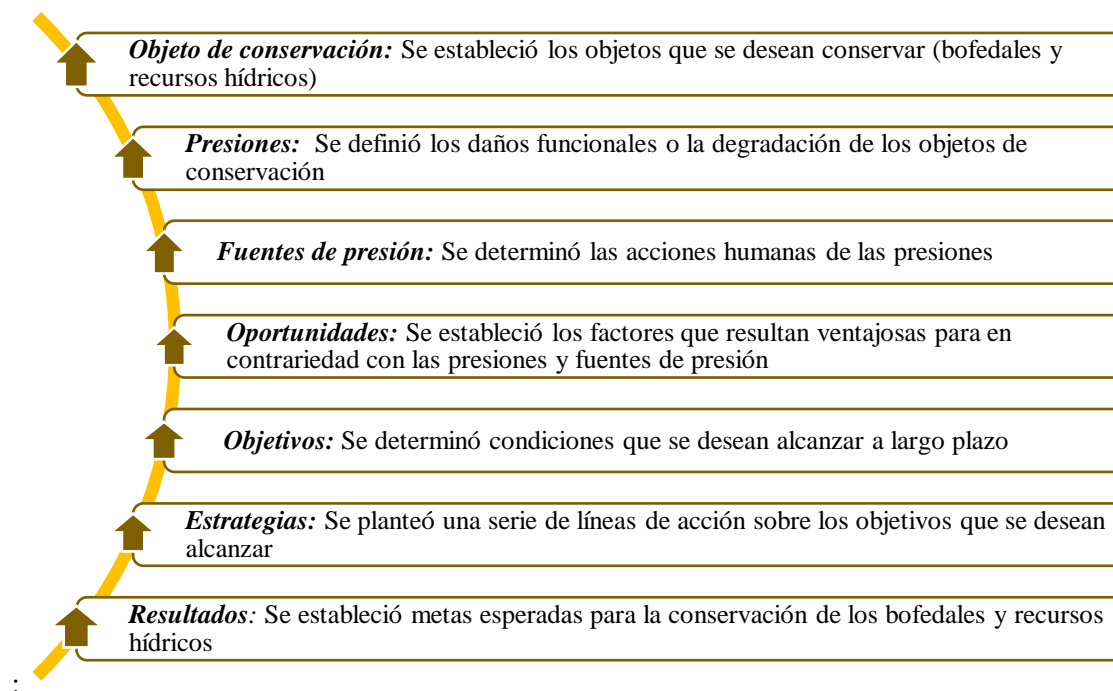 Objeto de conservación: Se estableció los objetos que se desean conservar (bofedales y
recursos hídricos)
Presiones: Se definió los daños funcionales o la degradación de los objetos de
conservación
Fuentes de presión: Se determinó las acciones humanas de las presiones
Oportunidades: Se estableció los factores que resultan ventajosas para en
contrariedad con las presiones y fuentes de presión
Objetivos: Se determinó condiciones que se desean alcanzar a largo plazo
Estrategias: Se planteó una serie de líneas de acción sobre los objetivos que se desean
alcanzar
Resultados: Se estableció metas esperadas para la conservación de los bofedales y recursos
hídricos
: